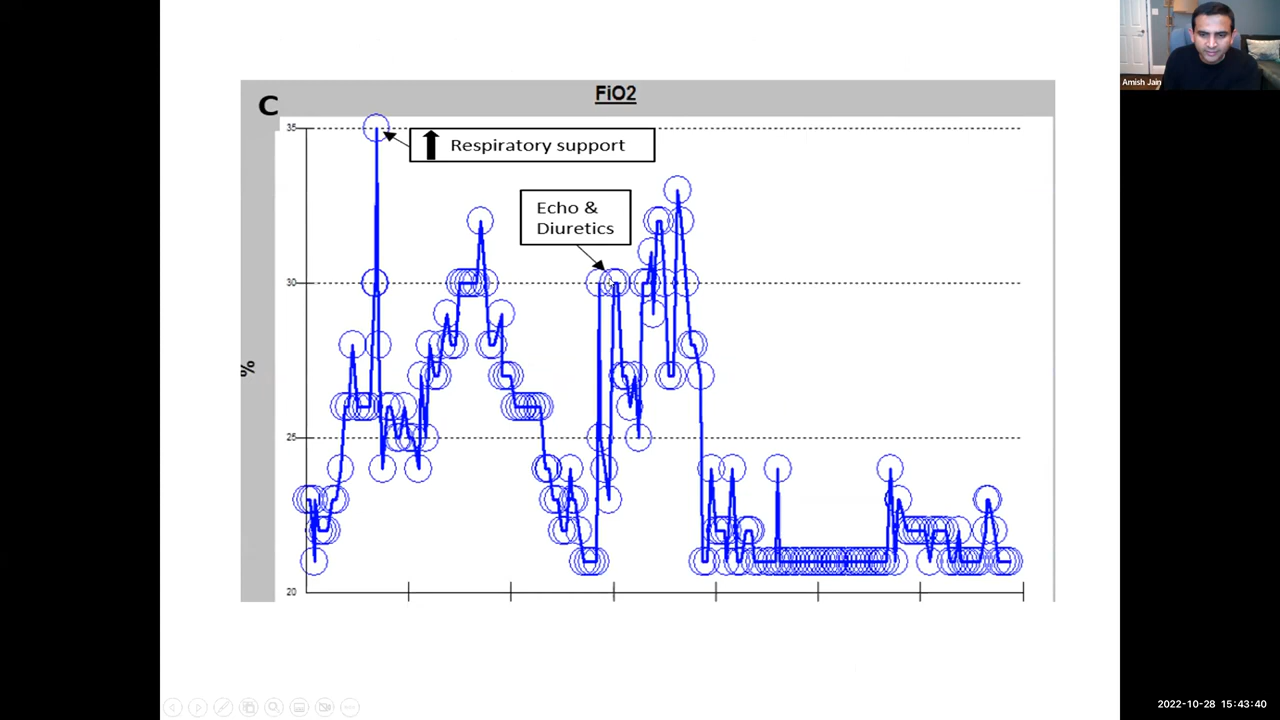 FiO2
C
35
Respiratory support
Echo &
Diuretics
30
%
25
20
Amish Jain
2022-10-28 15:43:40